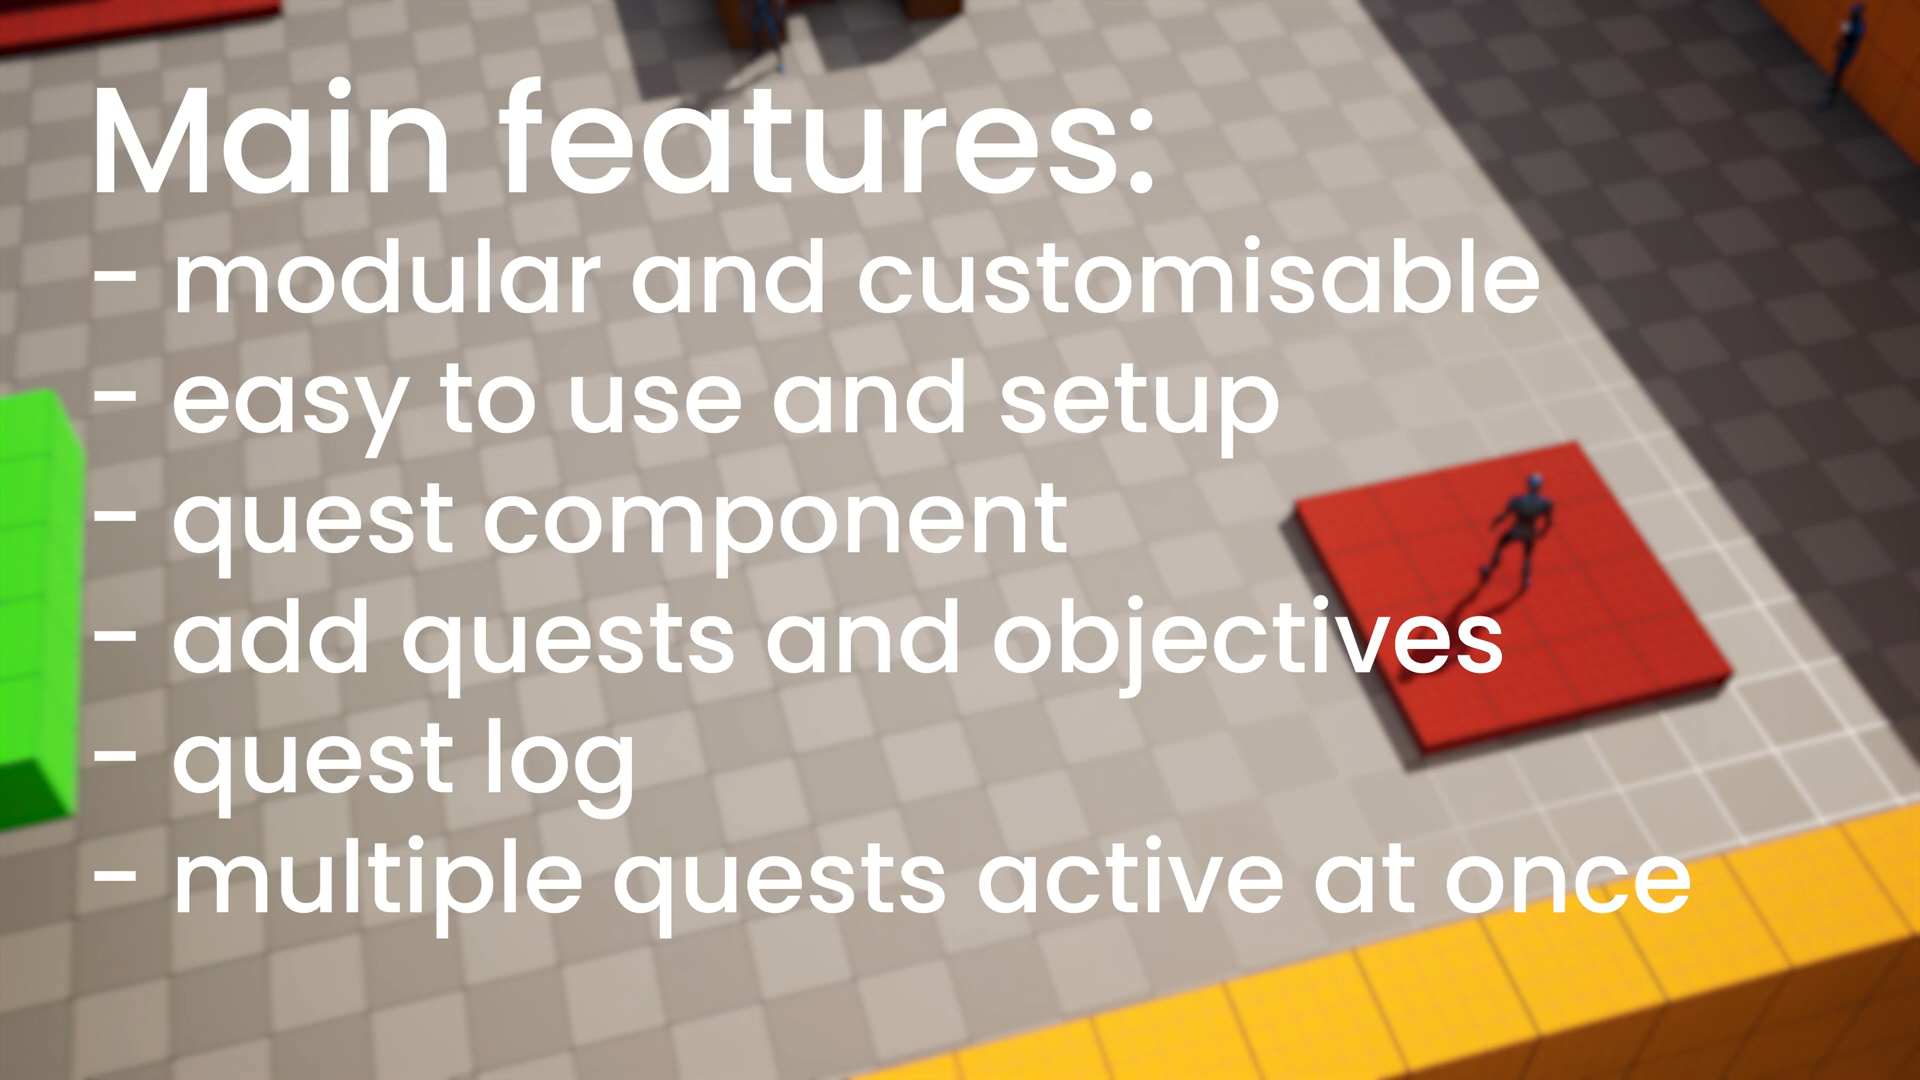 Main features:
- modular and customisable
- easy to use and setup
- quest component
- add quests and objectives
- quest log
- multiple quests active at once